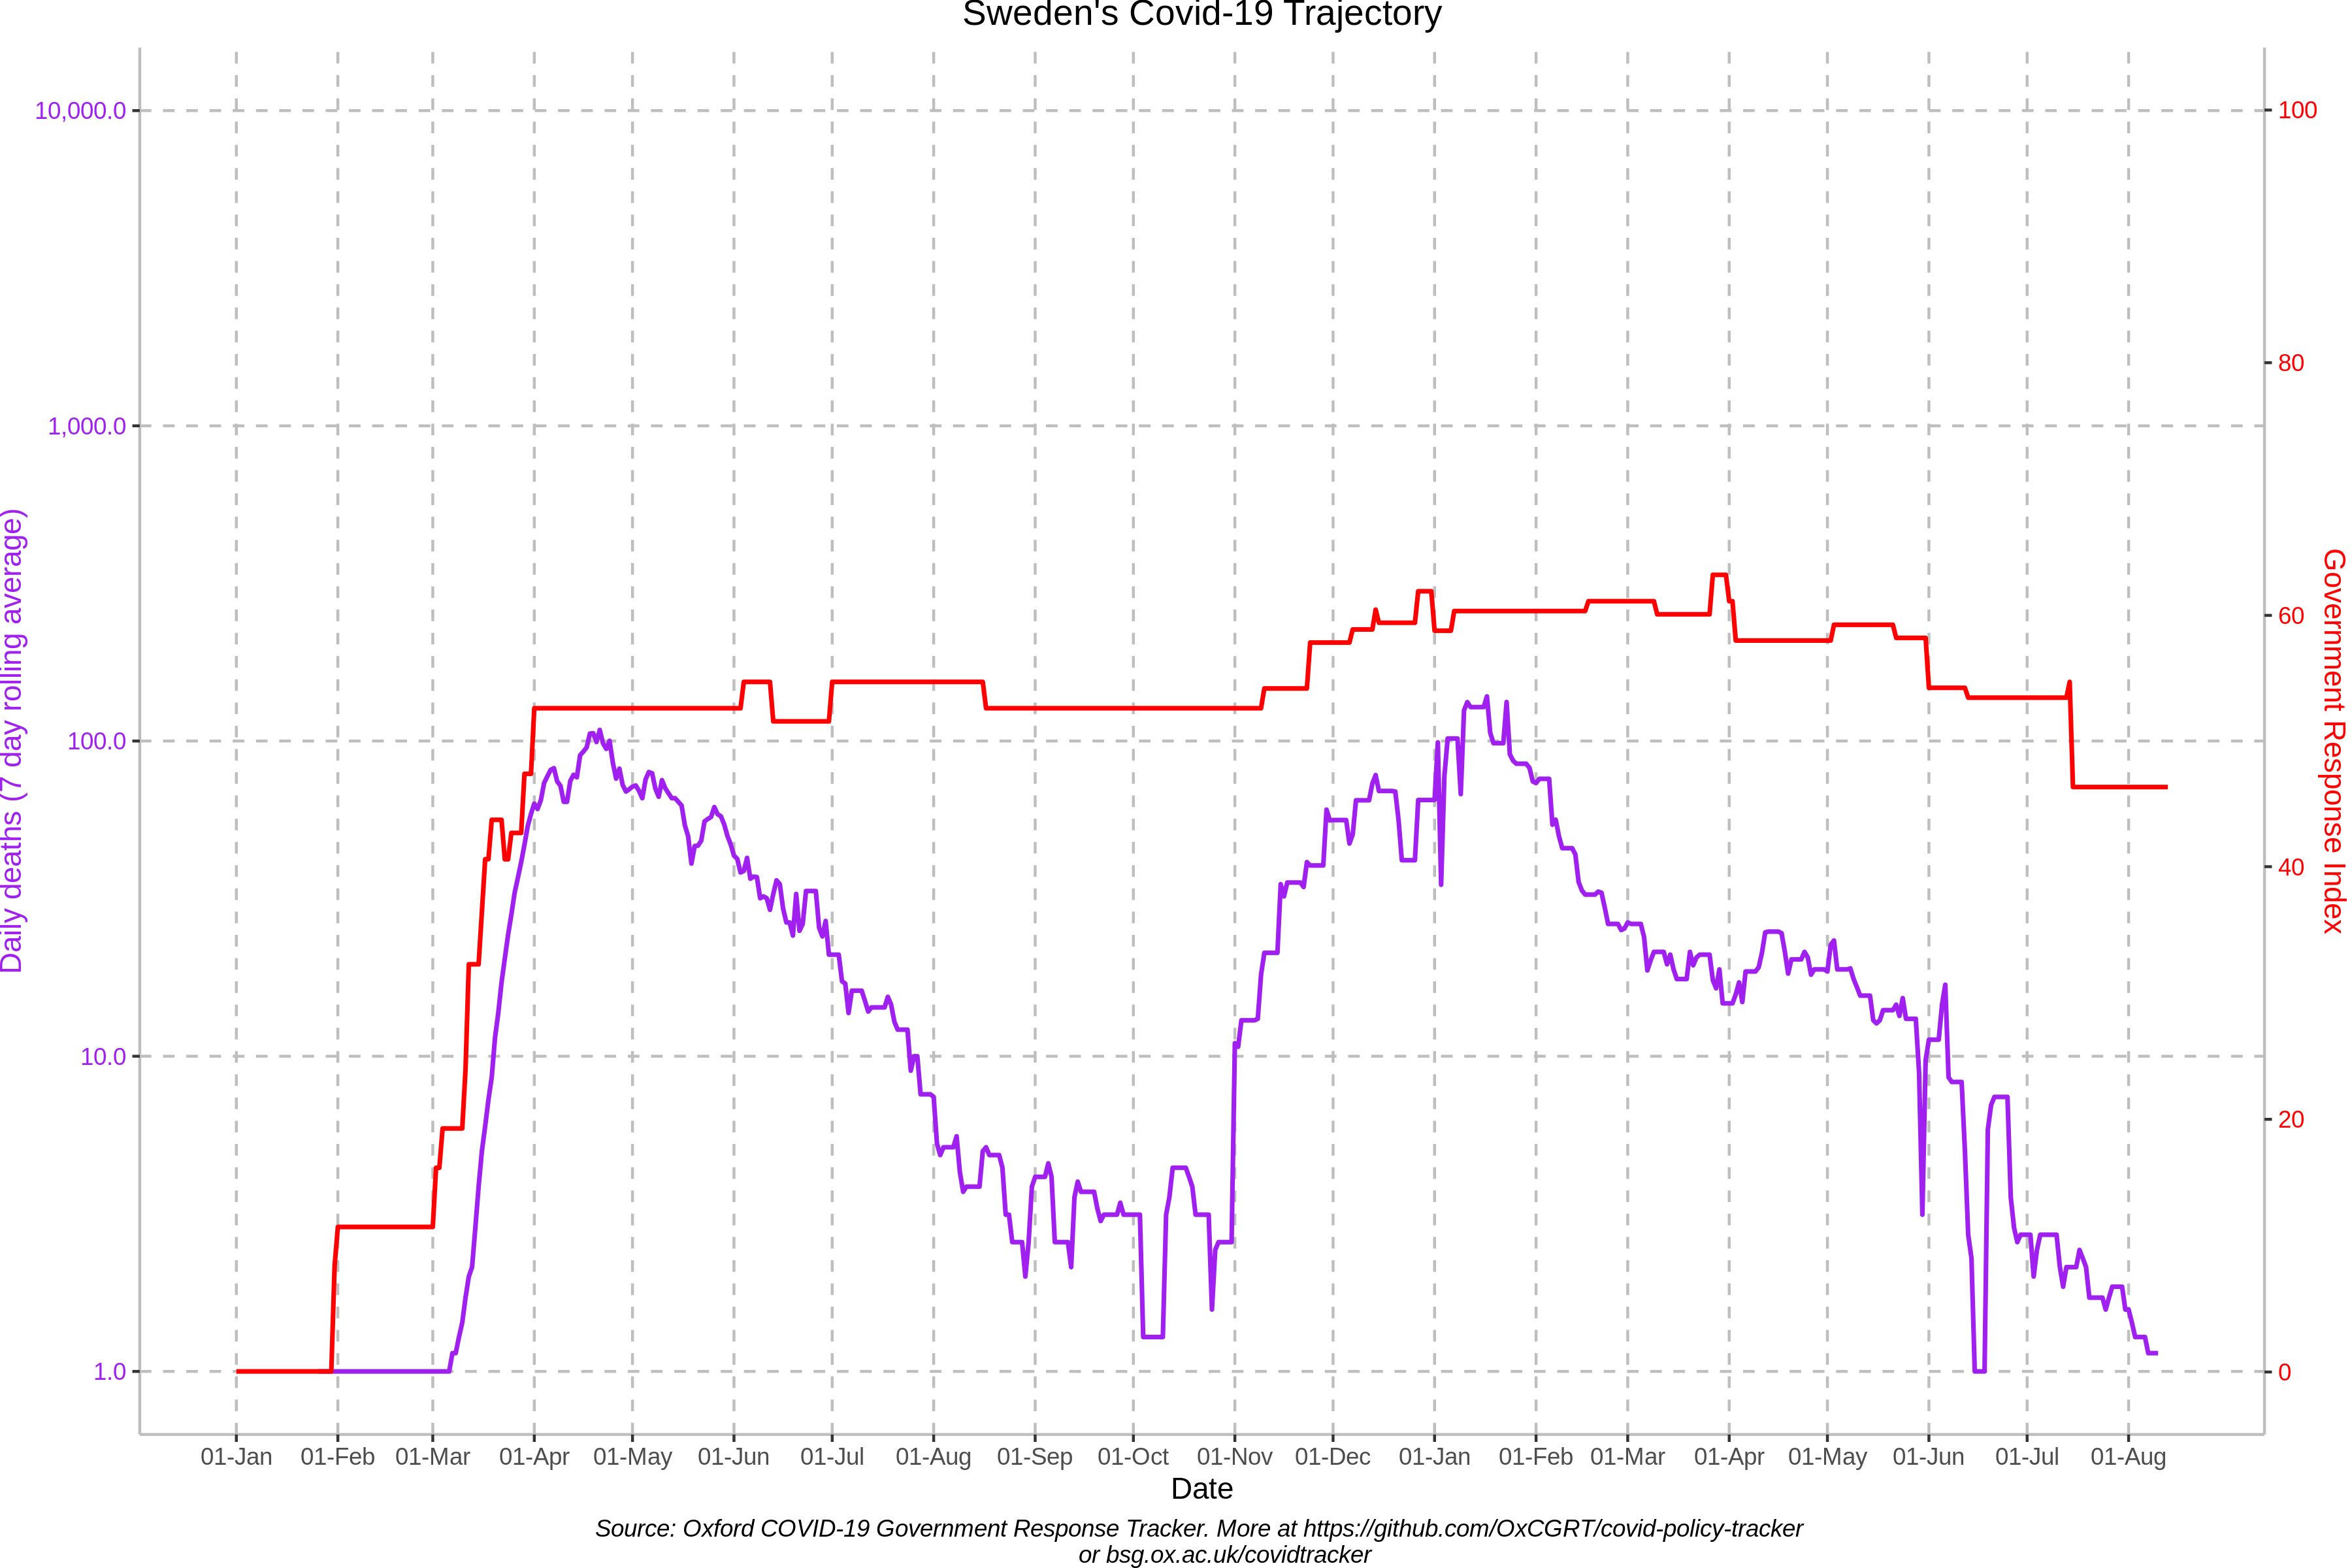 Sweden's Covid-19 Trajectory
10,000.0
1,000.0
100.0
10.0
1.0
Daily deaths (7 day rolling average)
100
80
60
40
20
0
Government Response Index
01-Jan 01-Feb 01-Mar 01-Apr 01-May 01-Jun 01-Jul 01-Aug 01-Sep 01-Oct 01-Nov 01-Dec 01-Jan 01-Feb 01-Mar 01-Apr 01-May 01-Jun 01-Jul 01-Aug
Date
Source: Oxford COVID-19 Government Response Tracker. More at https://github.com/OxCGRT/covid-policy-tracker
or bsg.ox.ac.uk/covidtracker